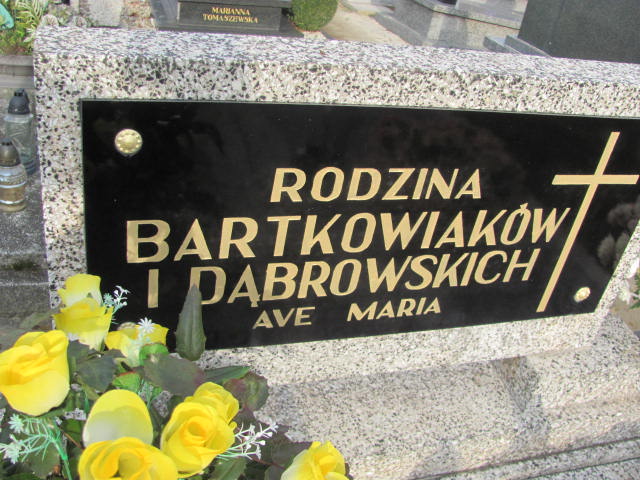 MARIANNA
TOMASZEWSKA
RODZINA
BARTKOWIAKÓW
I DĄBROWSKICH
AVE MARIA